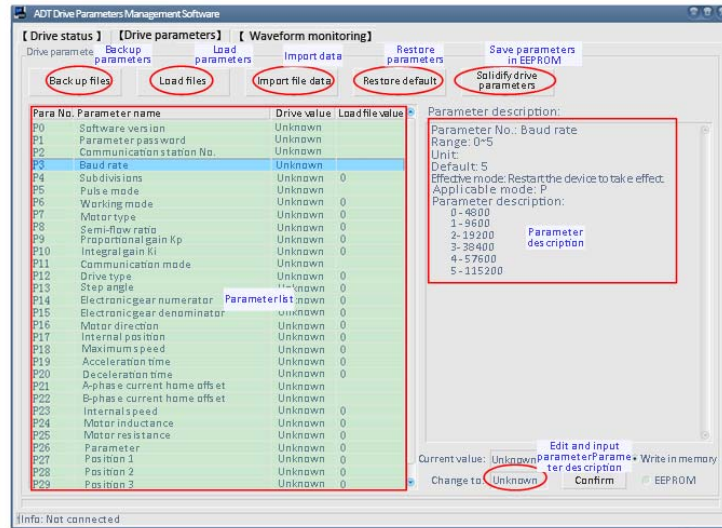 ADT Drive Parameters Management Software
【Drive status】 【Drive parameters】 【Waveform monitoring】
Drive parame
Backup parameters
Load parameters
Import data
Restore parameters
Save parameters in EEPROM
Back up files
Load files
Import file data
Restore default
Solidify drive parameters
Para No. Parameter name Drive value Load file value
P0 Software version Unknown
P1 Parameter password Unknown
P2 Communication station No. Unknown
P3 Baud rate Unknown
P4 Subdivisions Unknown 0
P5 Pulse mode Unknown
P6 Working mode Unknown 0
P7 Motor type Unknown 0
P8 Semi-flow ratio Unknown 0
P9 Proportional gain Kp Unknown 0
P10 Integral gain Ki Unknown 0
P11 Communication mode Unknown
P12 Drive type Unknown 0
P13 Step angle Unknown 0
P14 Electronic gear numerator Unknown 0
P15 Electronic gear denominator Unknown 0
Parameter list
P16 Motor direction Unknown 0
P17 Internal position Unknown 0
P18 Maximum speed Unknown 0
P19 Acceleration time Unknown 0
P20 Deceleration time Unknown 0
P21 A-phase current home offset Unknown
P22 B-phase current home offset Unknown
P23 Internal speed Unknown 0
P24 Motor inductance Unknown 0
P25 Motor resistance Unknown 0
P26 Parameter Unknown 0
P27 Position 1 Unknown 0
P28 Position 2 Unknown 0
P29 Position 3 Unknown 0
Parameter description:
Parameter No.: Baud rate
Range: 0~5
Unit:
Default: 5
Effective mode: Restart the device to take effect.
Applicable mode: P
Parameter description:
0-4800
1-9600
2-19200
3-38400
4-57600
5-115200
Parameter description
Edit and input
parameterParame
ter description
Current value: Unknown Write in memory
Change to: Unknown Confirm EEPROM
Info: Not connected